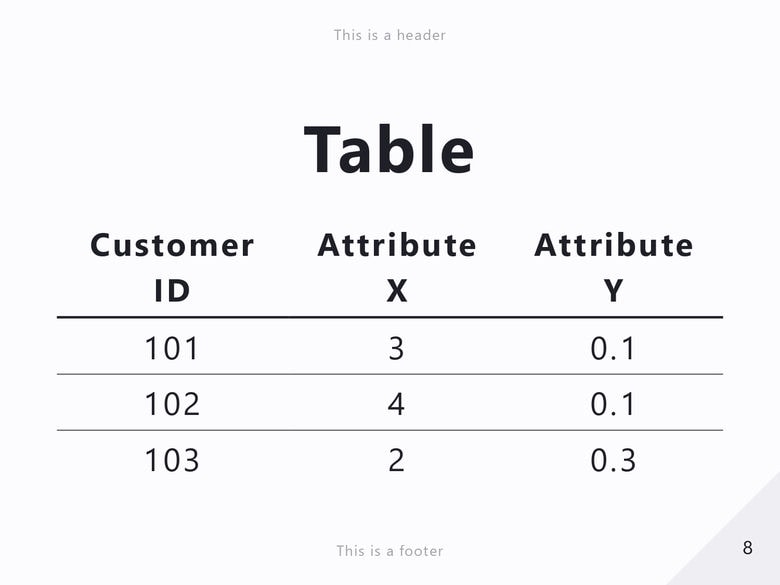 This is a header
Table
Customer ID Attribute X Attribute Y
101 3 0.1
102 4 0.1
103 2 0.3
This is a footer
8